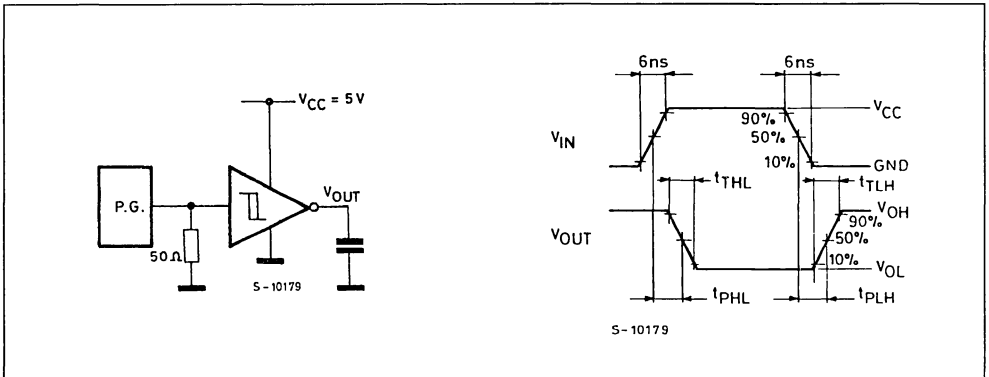 V_CC = 5 V
P.G.
V_OUT
50Ω
S-10179
6ns
6ns
V_CC
90%
V_IN
50%
10%
GND
t_THL
t_TLH
V_OH
90%
V_OUT
50%
10%
V_OL
t_PHL
t_PLH
S-10179